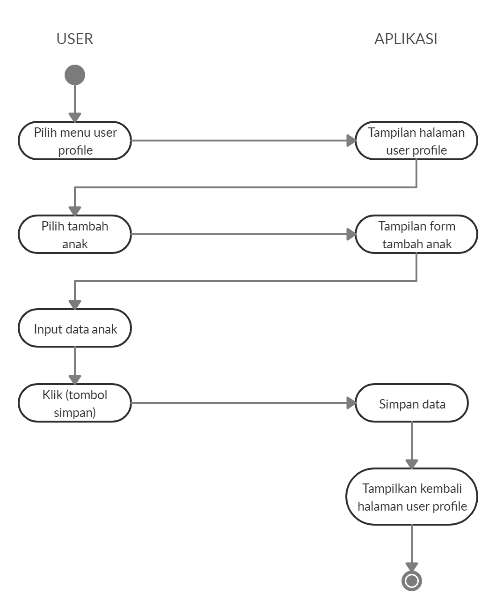 USER
APLIKASI
Pilih menu user
profile
Tampilan halaman
user profile
Pilih tambah
anak
Tampilan form
tambah anak
Input data anak
Klik (tombol
simpan)
Simpan data
Tampilkan kembali
halaman user profile